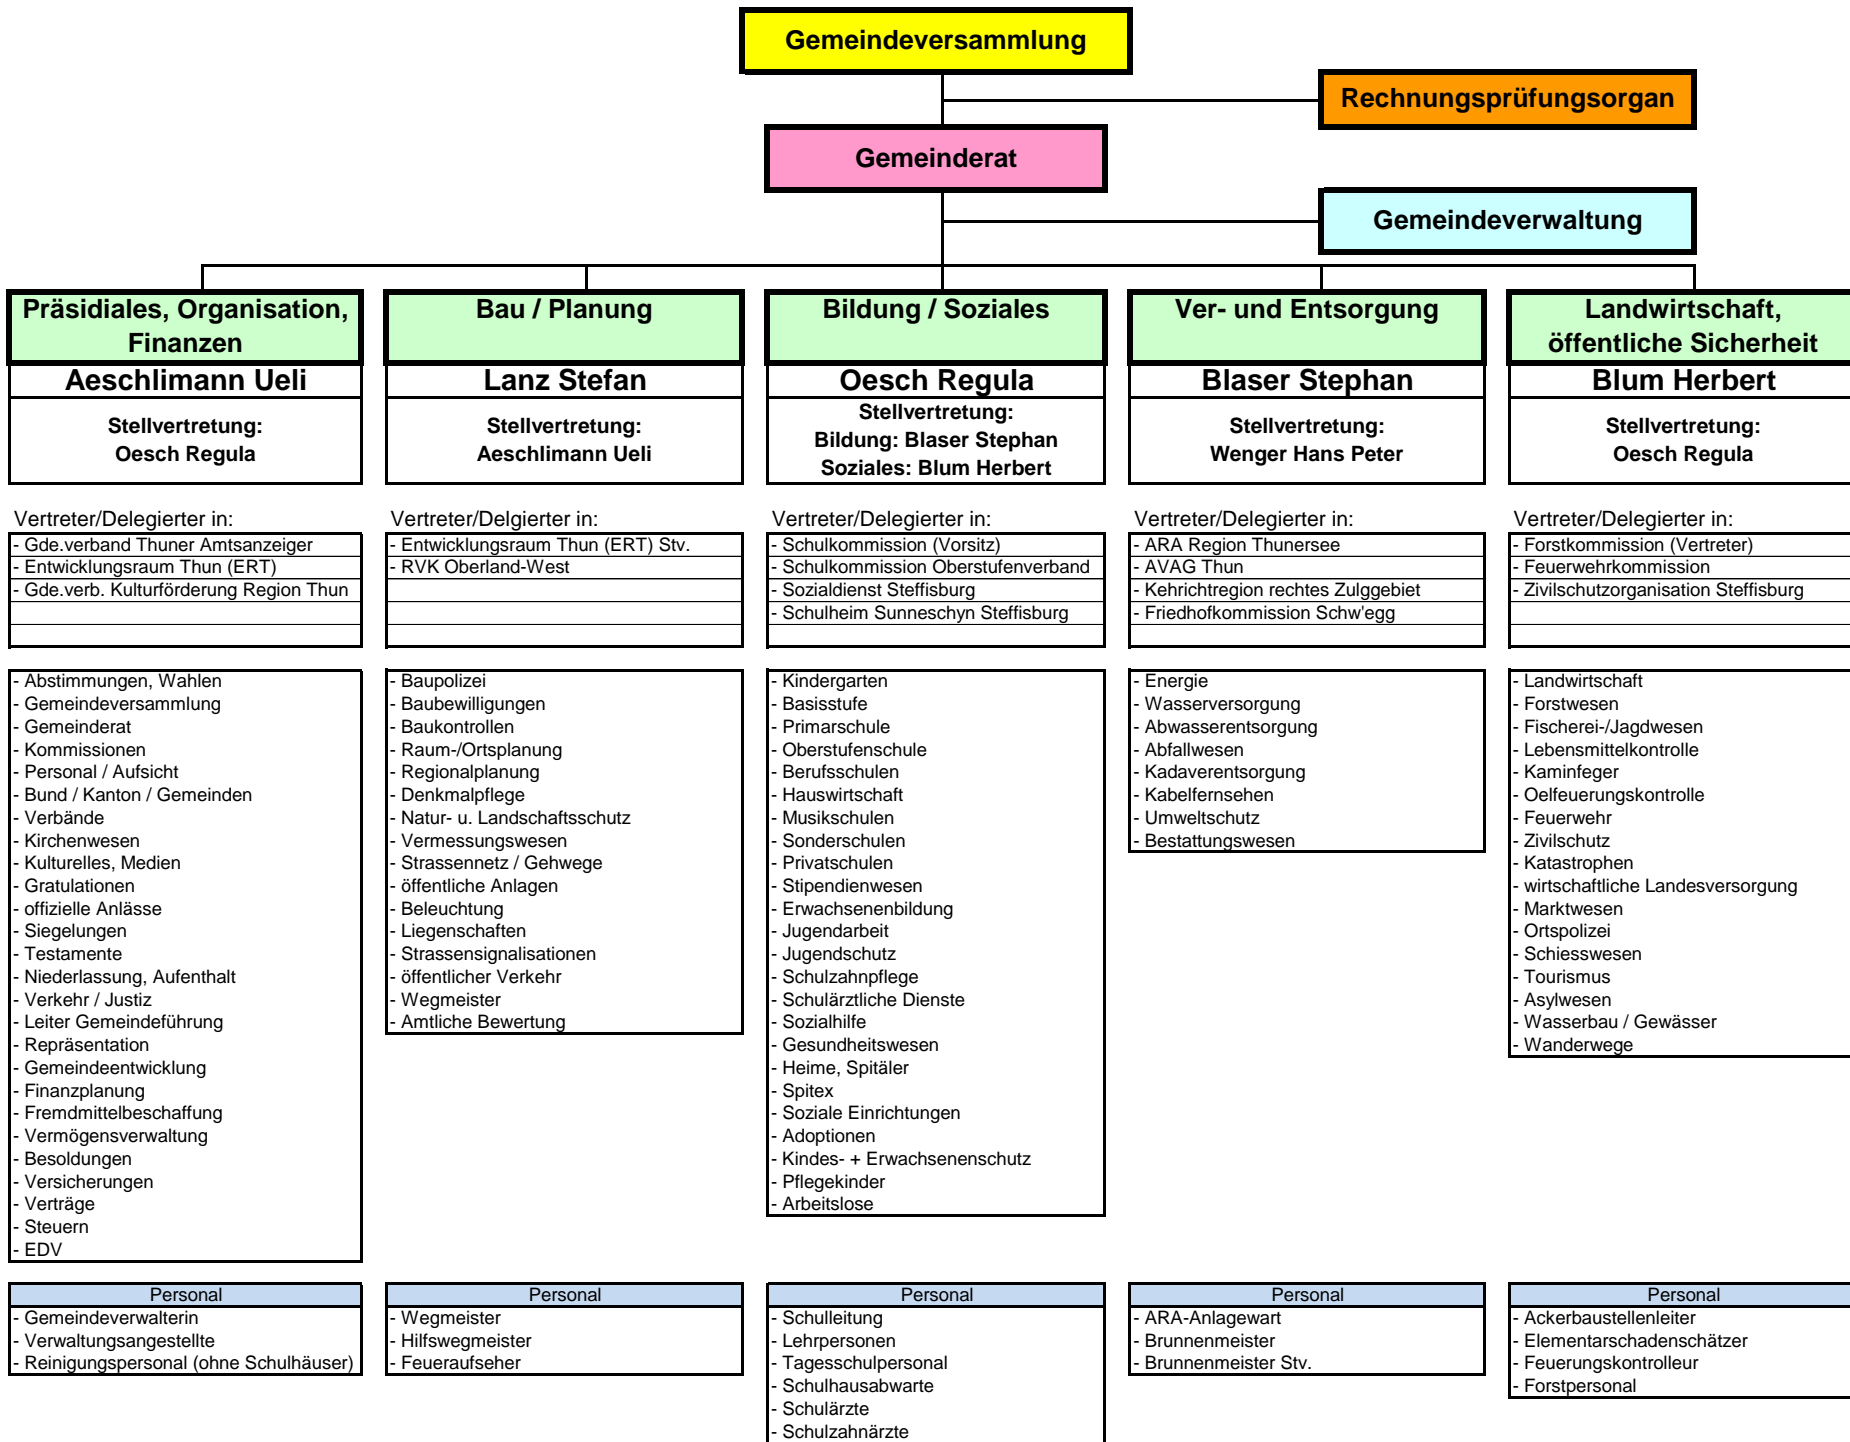 Gemeindeversammlung
Rechnungsprüfungsorgan
Gemeinderat
Gemeindeverwaltung
Präsidiales, Organisation,
Finanzen
Aeschlimann Ueli
Stellvertretung:
Oesch Regula
Vertreter/Delegierter in:
- Gde.verband Thuner Amtsanzeiger
- Entwicklungsraum Thun (ERT)
- Gde.verb. Kulturförderung Region Thun
- Abstimmungen, Wahlen
- Gemeindeversammlung
- Gemeinderat
- Kommissionen
- Personal / Aufsicht
- Bund / Kanton / Gemeinden
- Verbände
- Kirchenwesen
- Kulturelles, Medien
- Gratulationen
- offizielle Anlässe
- Siegelungen
- Testamente
- Niederlassung, Aufenthalt
- Verkehr / Justiz
- Leiter Gemeindeführung
- Repräsentation
- Gemeindeentwicklung
- Finanzplanung
- Fremdmittelbeschaffung
- Vermögensverwaltung
- Besoldungen
- Versicherungen
- Verträge
- Steuern
- EDV
Personal
- Gemeindeverwalterin
- Verwaltungsangestellte
- Reinigungspersonal (ohne Schulhäuser)
Bau / Planung
Lanz Stefan
Stellvertretung:
Aeschlimann Ueli
Vertreter/Delgierter in:
- Entwicklungsraum Thun (ERT) Stv.
- RVK Oberland-West
- Baupolizei
- Baubewilligungen
- Baukontrollen
- Raum-/Ortsplanung
- Regionalplanung
- Denkmalpflege
- Natur- u. Landschaftsschutz
- Vermessungswesen
- Strassennetz / Gehwege
- öffentliche Anlagen
- Beleuchtung
- Liegenschaften
- Strassensignalisationen
- öffentlicher Verkehr
- Wegmeister
- Amtliche Bewertung
Personal
- Wegmeister
- Hilfswegmeister
- Feueraufseher
Bildung / Soziales
Oesch Regula
Stellvertretung:
Bildung: Blaser Stephan
Soziales: Blum Herbert
Vertreter/Delegierter in:
- Schulkommission (Vorsitz)
- Schulkommission Oberstufenverband
- Sozialdienst Steffisburg
- Schulheim Sunneschyn Steffisburg
- Kindergarten
- Basisstufe
- Primarschule
- Oberstufenschule
- Berufsschulen
- Hauswirtschaft
- Musikschulen
- Sonderschulen
- Privatschulen
- Stipendienwesen
- Erwachsenenbildung
- Jugendarbeit
- Jugendschutz
- Schulzahnpflege
- Schulärztliche Dienste
- Sozialhilfe
- Gesundheitswesen
- Heime, Spitäler
- Spitex
- Soziale Einrichtungen
- Adoptionen
- Kindes- + Erwachsenenschutz
- Pflegekinder
- Arbeitslose
Personal
- Schulleitung
- Lehrpersonen
- Tagesschulpersonal
- Schulhausabwarte
- Schulärzte
- Schulzahnärzte
Ver- und Entsorgung
Blaser Stephan
Stellvertretung:
Wenger Hans Peter
Vertreter/Delegierter in:
- ARA Region Thunersee
- AVAG Thun
- Kehrichtregion rechtes Zulggebiet
- Friedhofkommission Schw'egg
- Energie
- Wasserversorgung
- Abwasserentsorgung
- Abfallwesen
- Kadaverentsorgung
- Kabelfernsehen
- Umweltschutz
- Bestattungswesen
Personal
- ARA-Anlagewart
- Brunnenmeister
- Brunnenmeister Stv.
Landwirtschaft,
öffentliche Sicherheit
Blum Herbert
Stellvertretung:
Oesch Regula
Vertreter/Delegierter in:
- Forstkommission (Vertreter)
- Feuerwehrkommission
- Zivilschutzorganisation Steffisburg
- Landwirtschaft
- Forstwesen
- Fischerei-/Jagdwesen
- Lebensmittelkontrolle
- Kaminfeger
- Oelfeuerungskontrolle
- Feuerwehr
- Zivilschutz
- Katastrophen
- wirtschaftliche Landesversorgung
- Marktwesen
- Ortspolizei
- Schiesswesen
- Tourismus
- Asylwesen
- Wasserbau / Gewässer
- Wanderwege
Personal
- Ackerbaustellenleiter
- Elementarschadenschätzer
- Feuerungskontrolleur
- Forstpersonal